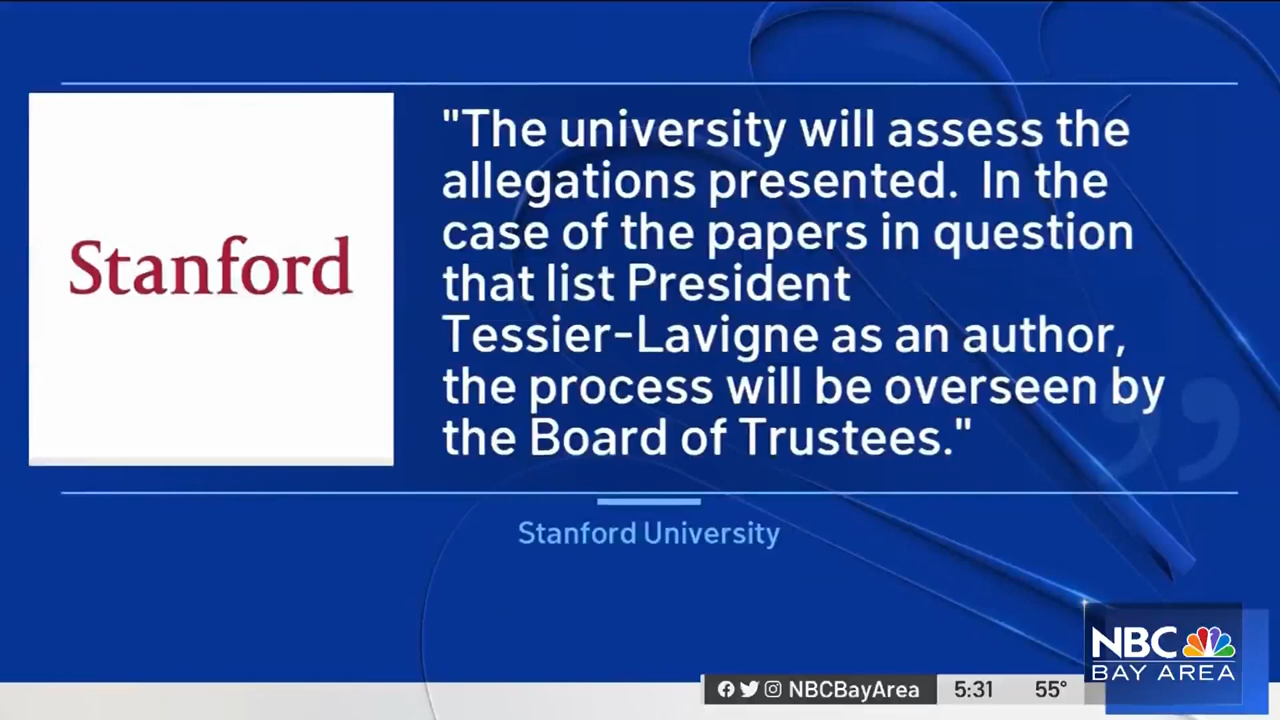 Stanford
"The university will assess the
allegations presented.  In the
case of the papers in question
that list President
Tessier-Lavigne as an author,
the process will be overseen by
the Board of Trustees."
Stanford University
NBC
BAY AREA
NBCBayArea 5:31 55°